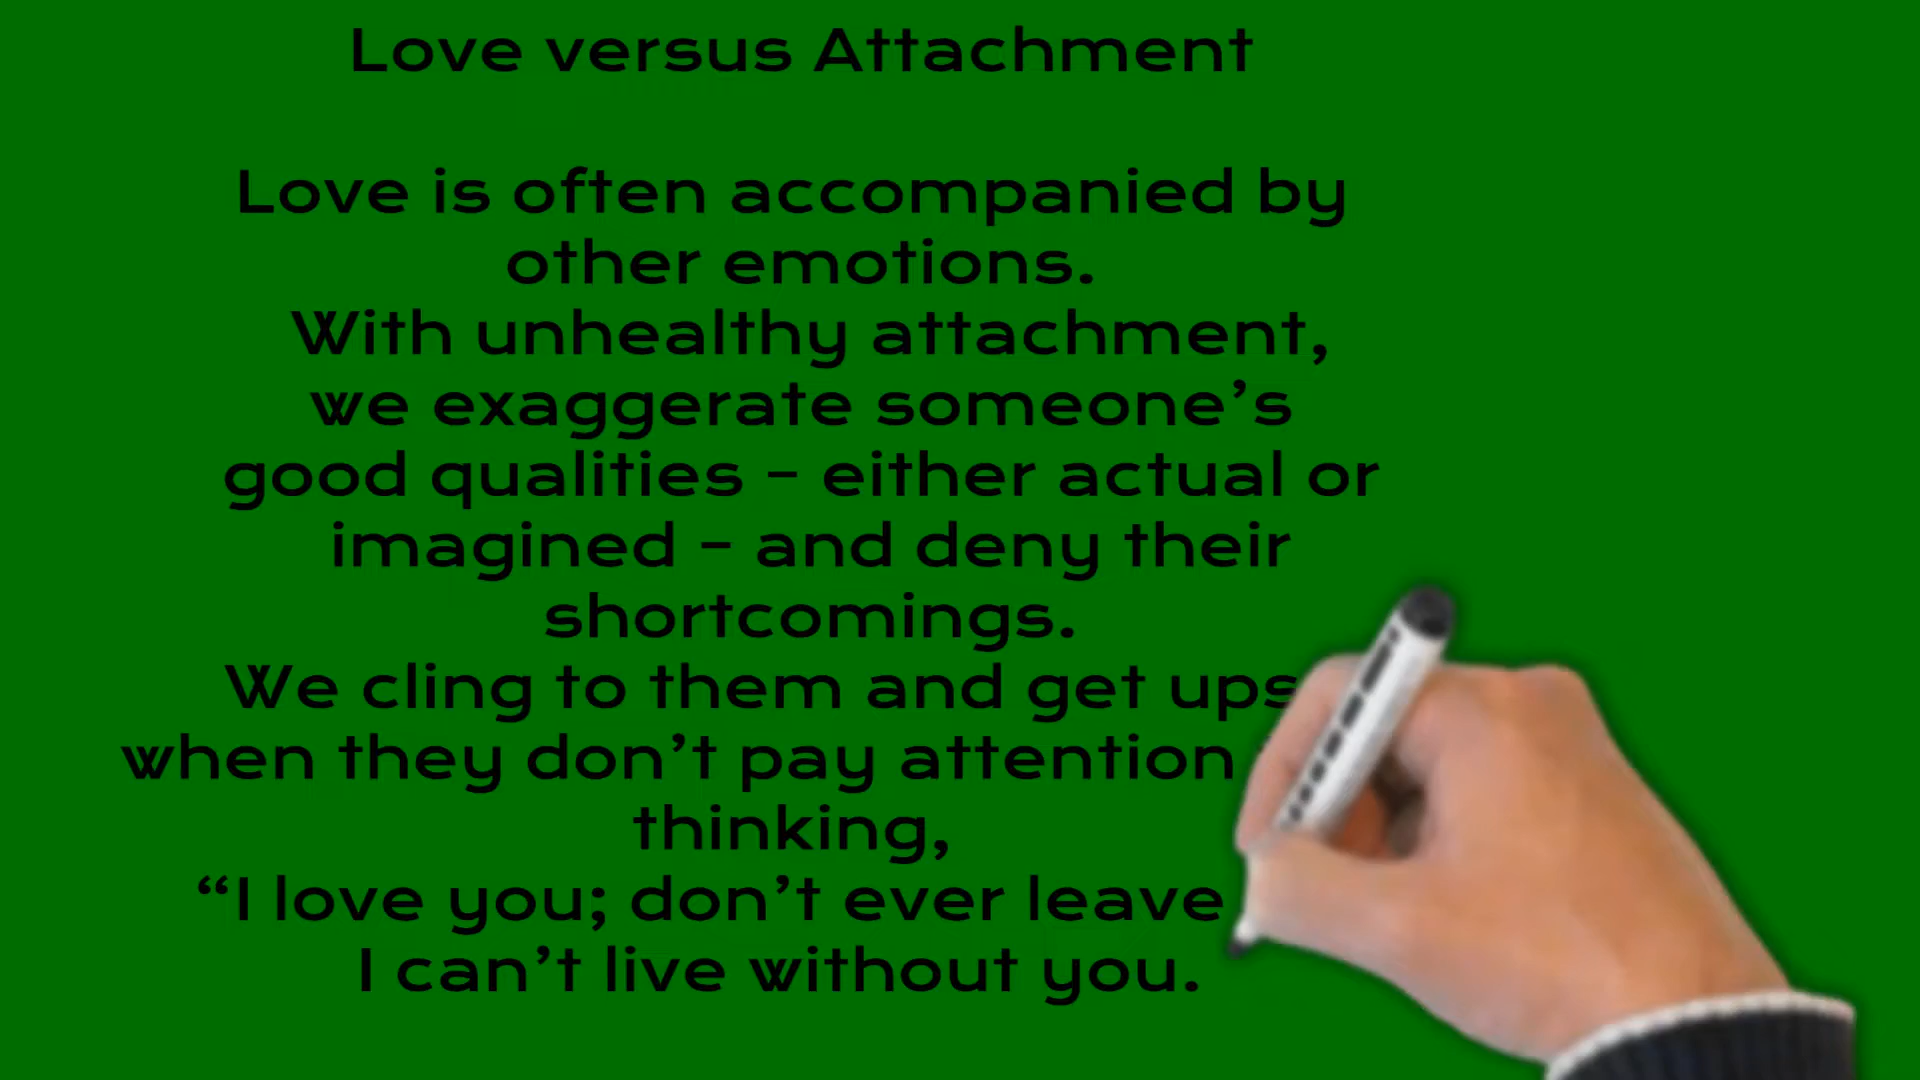 Love versus Attachment
Love is often accompanied by
other emotions.
With unhealthy attachment,
we exaggerate someone’s
good qualities – either actual or
imagined – and deny their
shortcomings.
We cling to them and get ups
when they don’t pay attention
thinking,
“I love you; don’t ever leave
I can’t live without you.